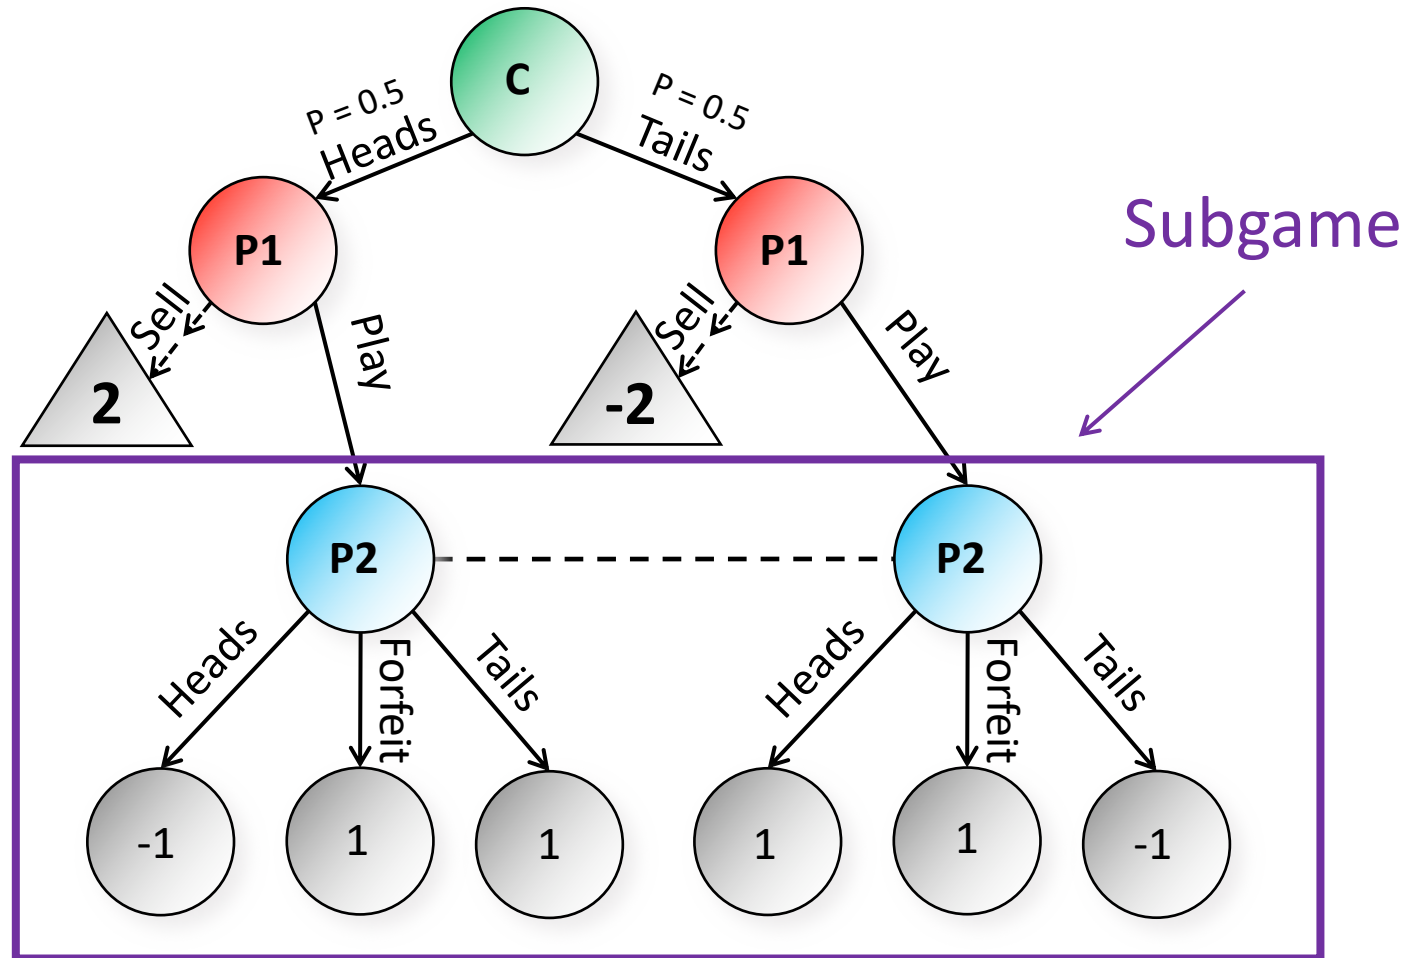 C
P = 0.5
Heads
P = 0.5
Tails
Subgame
P1
P1
Sell
Play
Sell
Play
2
-2
P2
P2
Heads
Forfeit
Tails
Heads
Forfeit
Tails
-1
1
1
1
1
-1